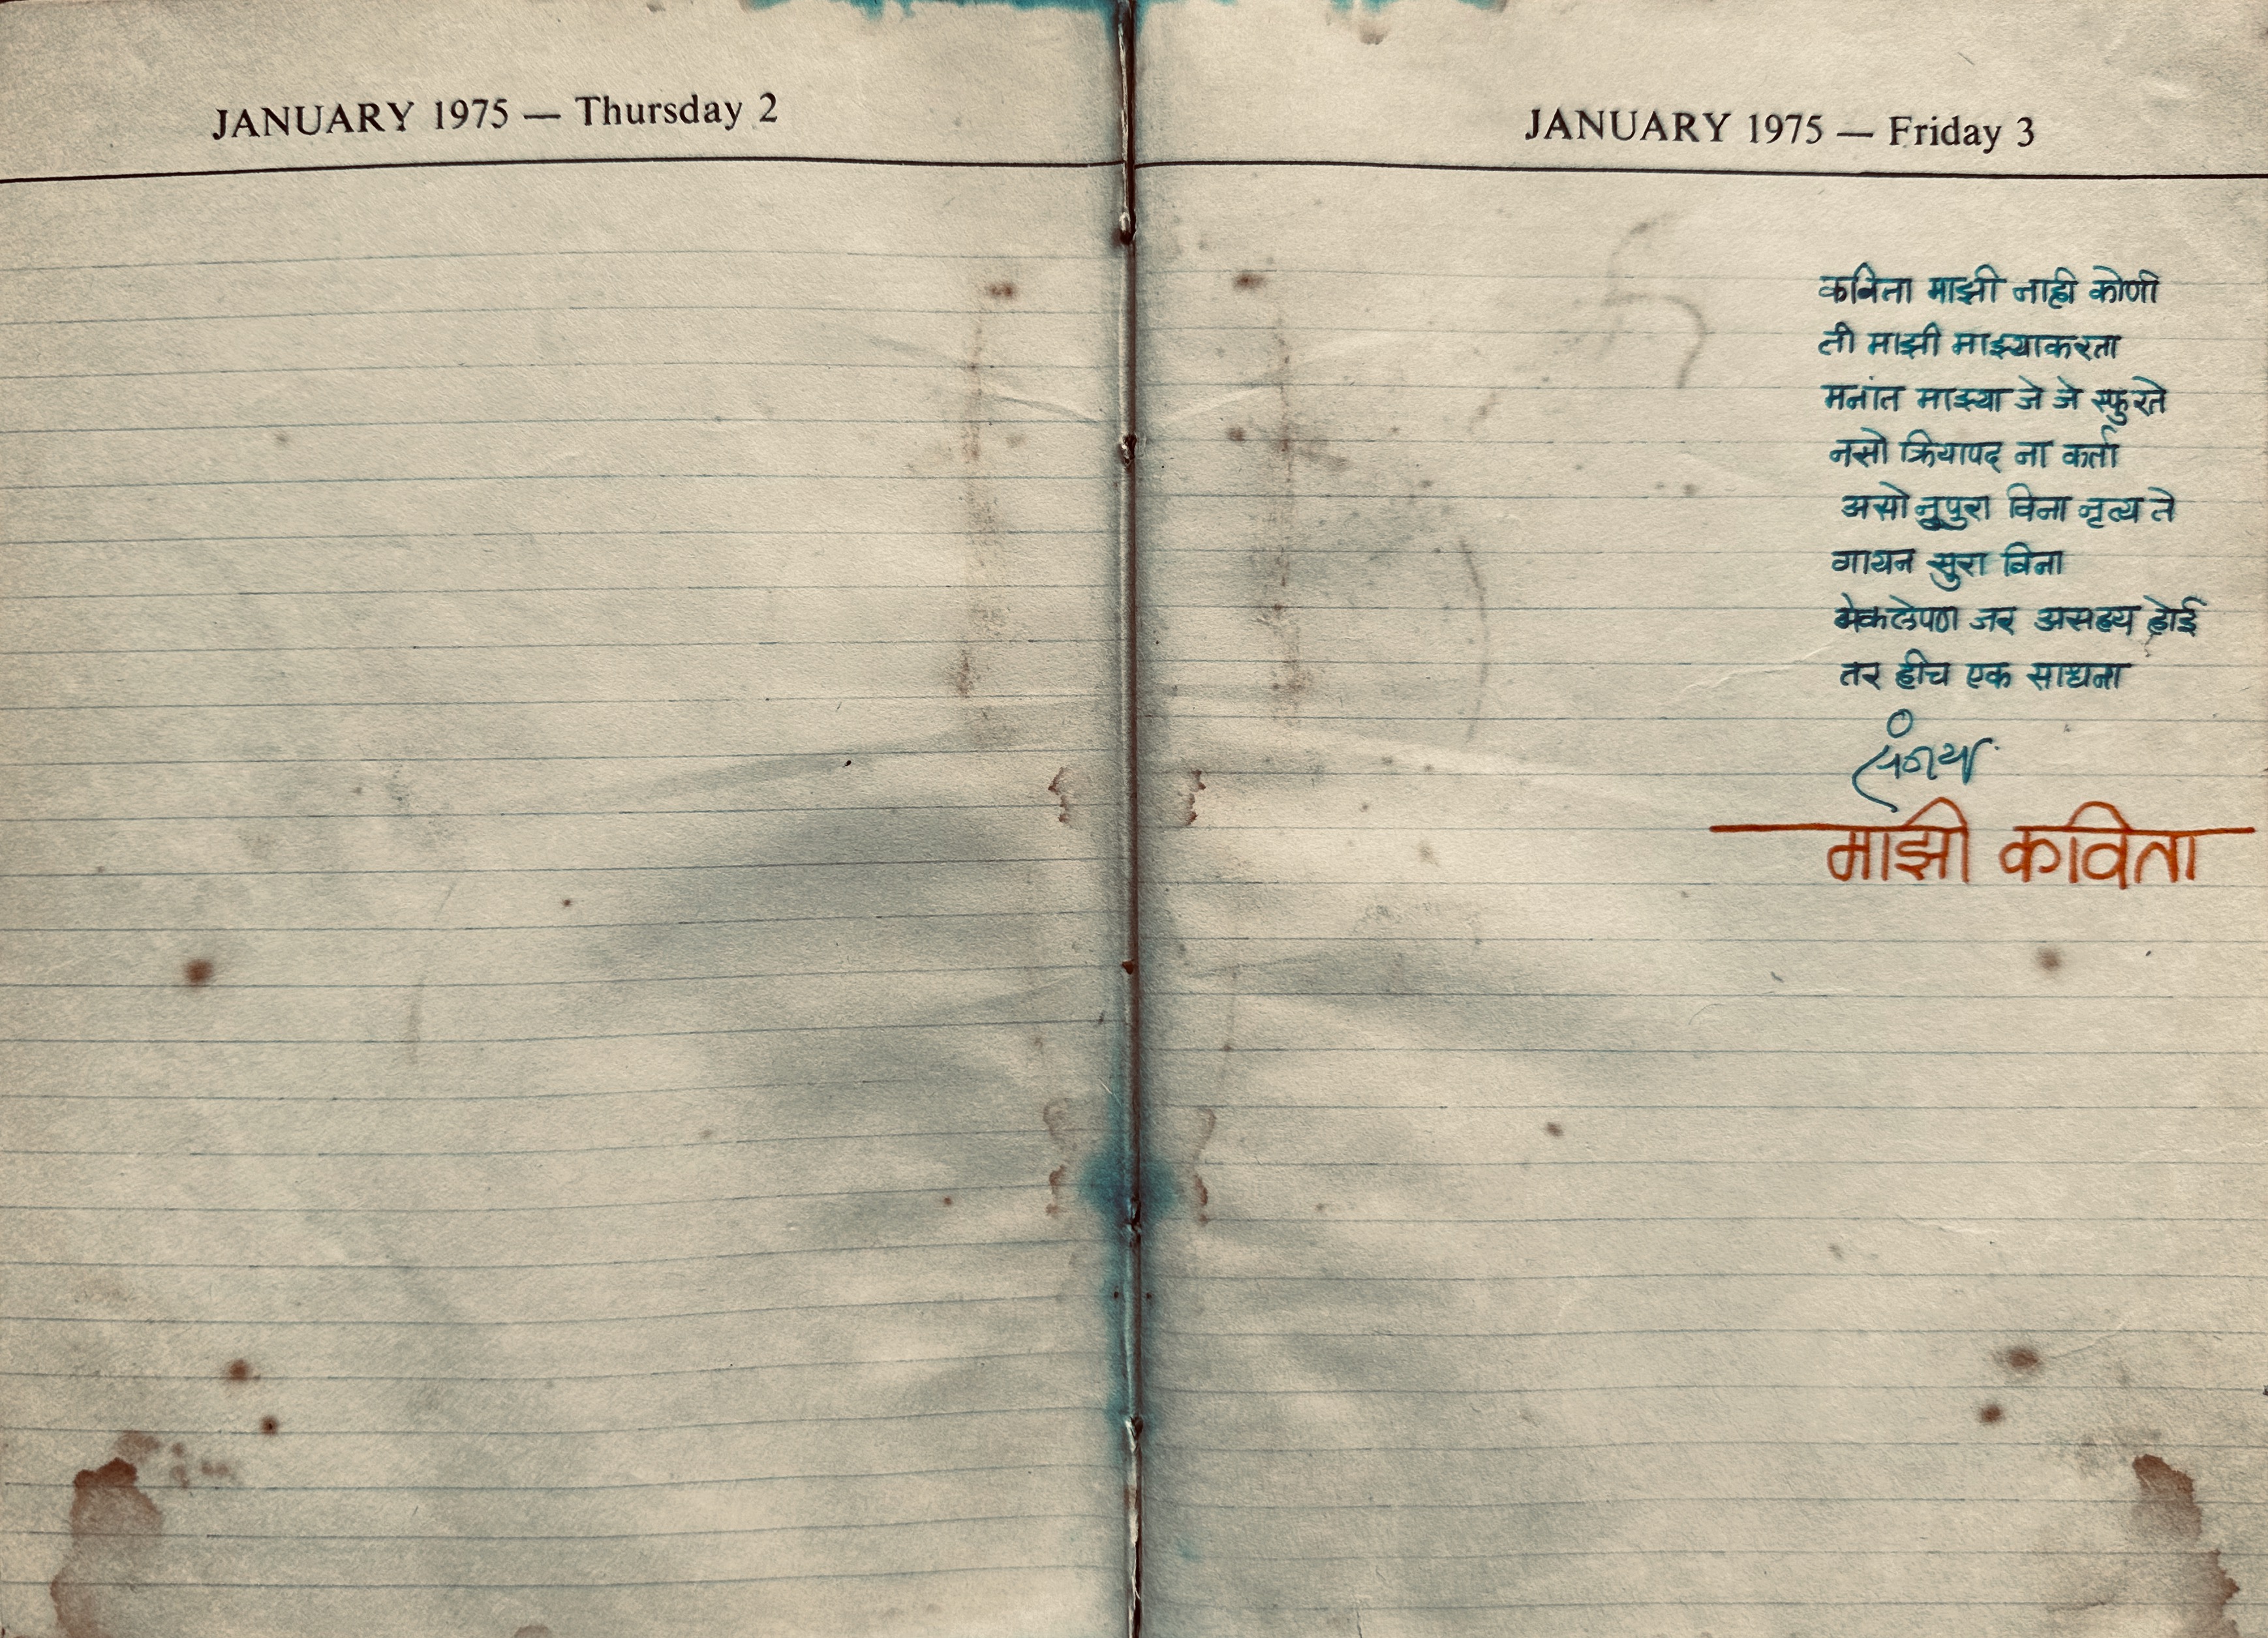 JANUARY 1975 — Thursday 2
JANUARY 1975 — Friday 3
कविता माझी नाही कोणी
ती माझी माझ्याकरता
मनांत माझ्या जे जे स्फुरते
नसो क्रियापद ना कर्ता
असो नूपुरा विना नृत्य ते
गायन सुरा विना
येकलेपण जर असह्य होई
तर हीच एक साधना
माझी कविता